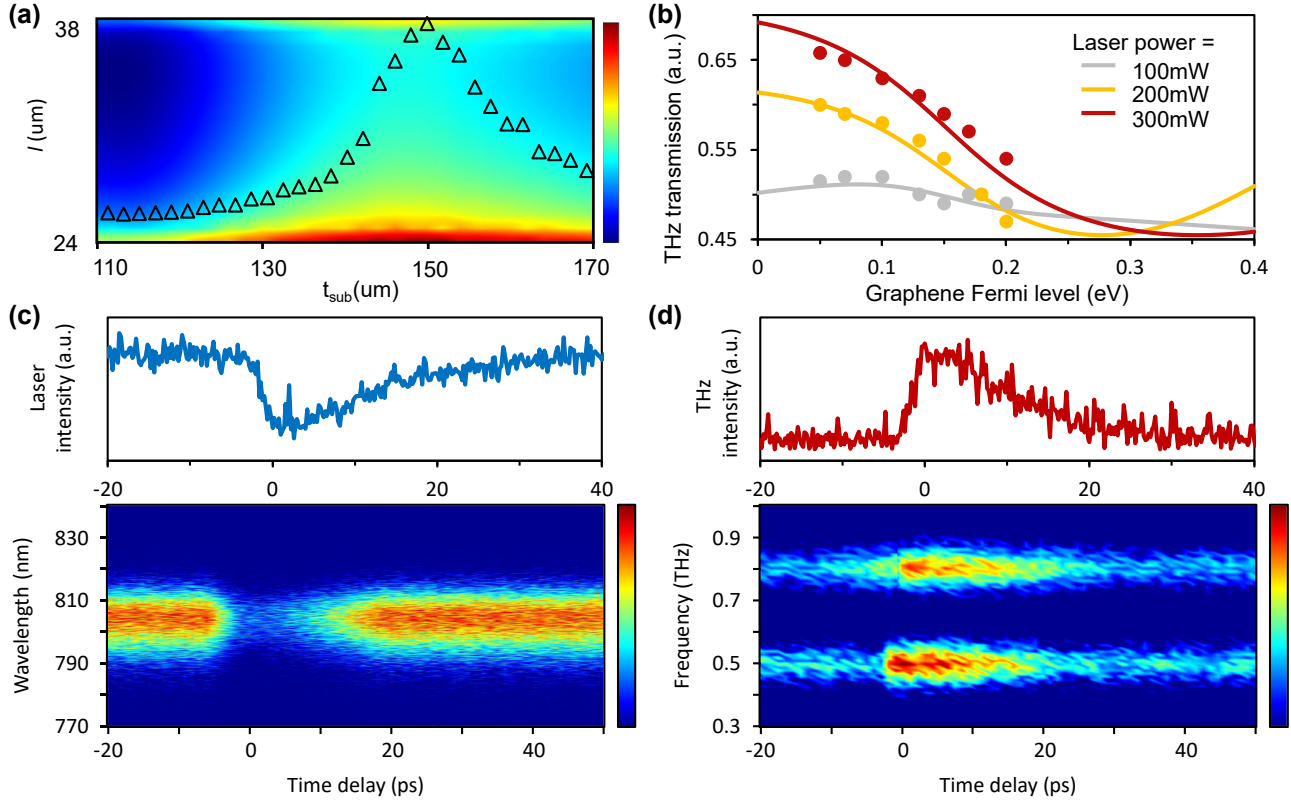 (a)
38
l (um)
24
110
130
150
170
t_sub(um)
(b)
THz transmission (a.u.)
0.65
0.55
0.45
0
0.1
0.2
0.3
0.4
Graphene Fermi level (eV)
Laser power =
100mW
200mW
300mW
(c)
Laser
intensity (a.u.)
-20
0
20
40
Wavelength (nm)
830
810
790
770
-20
0
20
40
Time delay (ps)
(d)
THz
intensity (a.u.)
-20
0
20
40
Frequency (THz)
0.9
0.7
0.5
0.3
-20
0
20
40
Time delay (ps)